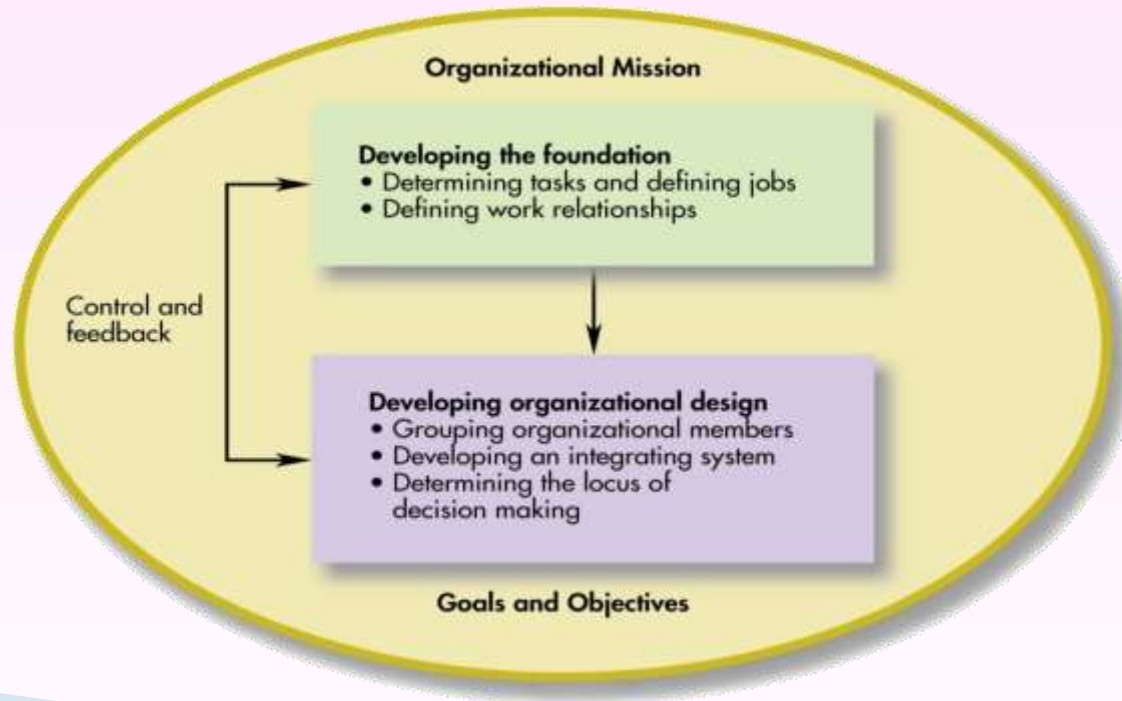 Organizational Mission
Developing the foundation
• Determining tasks and defining jobs
• Defining work relationships
Control and
feedback
Developing organizational design
• Grouping organizational members
• Developing an integrating system
• Determining the locus of
decision making
Goals and Objectives